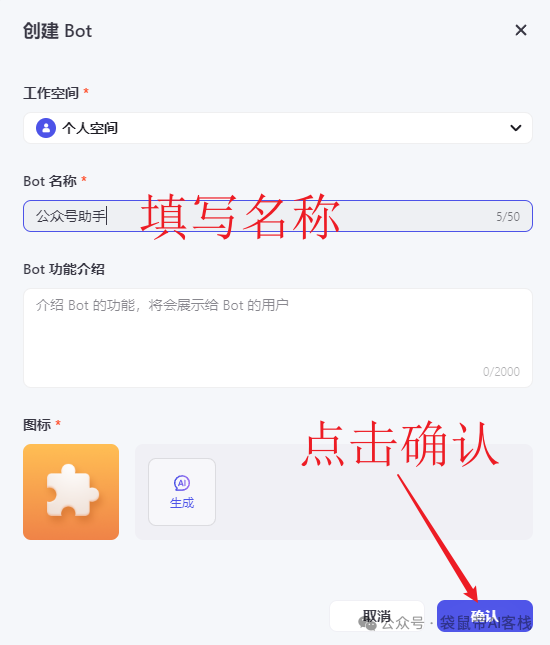 创建 Bot
工作空间 *
个人空间
Bot 名称 *
公众号助手 填写名称 5/50
Bot 功能介绍
介绍 Bot 的功能，将会展示给 Bot 的用户
0/2000
图标 *
点击确认
AI
生成
取消 确认
公众号 · 袋鼠帝AI客栈